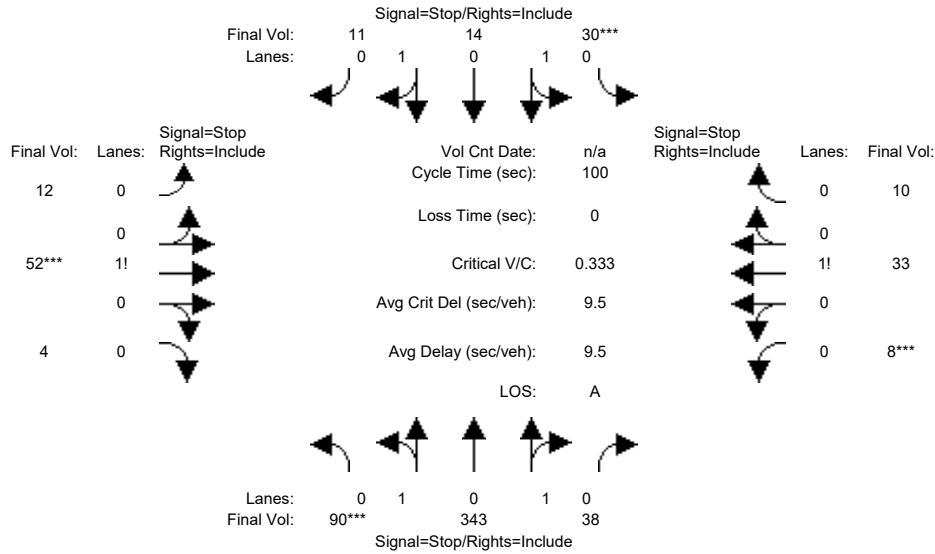 Signal=Stop/Rights=Include
Final Vol: 11 14 30***
Lanes: 0 1 0 1 0
Signal=Stop Signal=Stop
Final Vol: Lanes: Rights=Include Vol Cnt Date: n/a Rights=Include Lanes: Final Vol:
Cycle Time (sec): 100
12 0 0 10
Loss Time (sec): 0
0 0
52*** 1! Critical V/C: 0.333 1! 33
0 Avg Crit Del (sec/veh): 9.5 0
4 0 Avg Delay (sec/veh): 9.5 0 8***
LOS: A
Lanes: 0 1 0 1 0
Final Vol: 90*** 343 38
Signal=Stop/Rights=Include